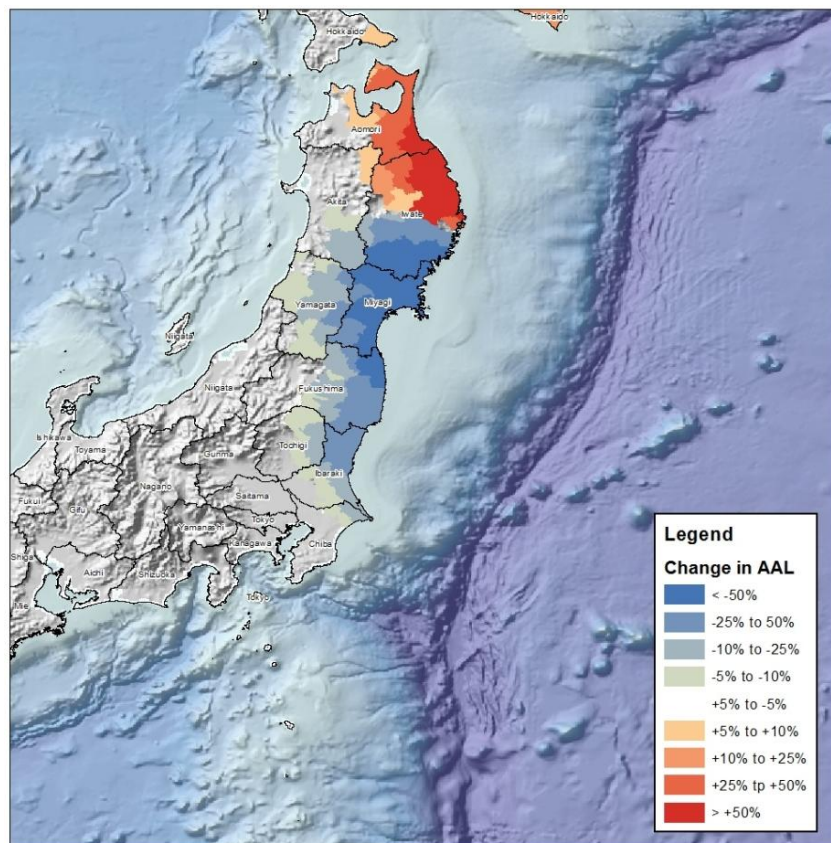 Hokkaido
Hokkaido
Aomori
Akita
Iwate
Yamagata
Miyagi
Niigata
Niigata
Fukushima
Ishikawa
Toyama
Tochigi
Gunma
Ibaraki
Nagano
Fukui
Gifu
Saitama
Tokyo
Yamanashi
Kanagawa
Chiba
Shiga
Aichi
Shizuoka
Tokyo
Mie
Legend
Change in AAL
< -50%
-25% to 50%
-10% to -25%
-5% to -10%
+5% to -5%
+5% to +10%
+10% to +25%
+25% tp +50%
> +50%